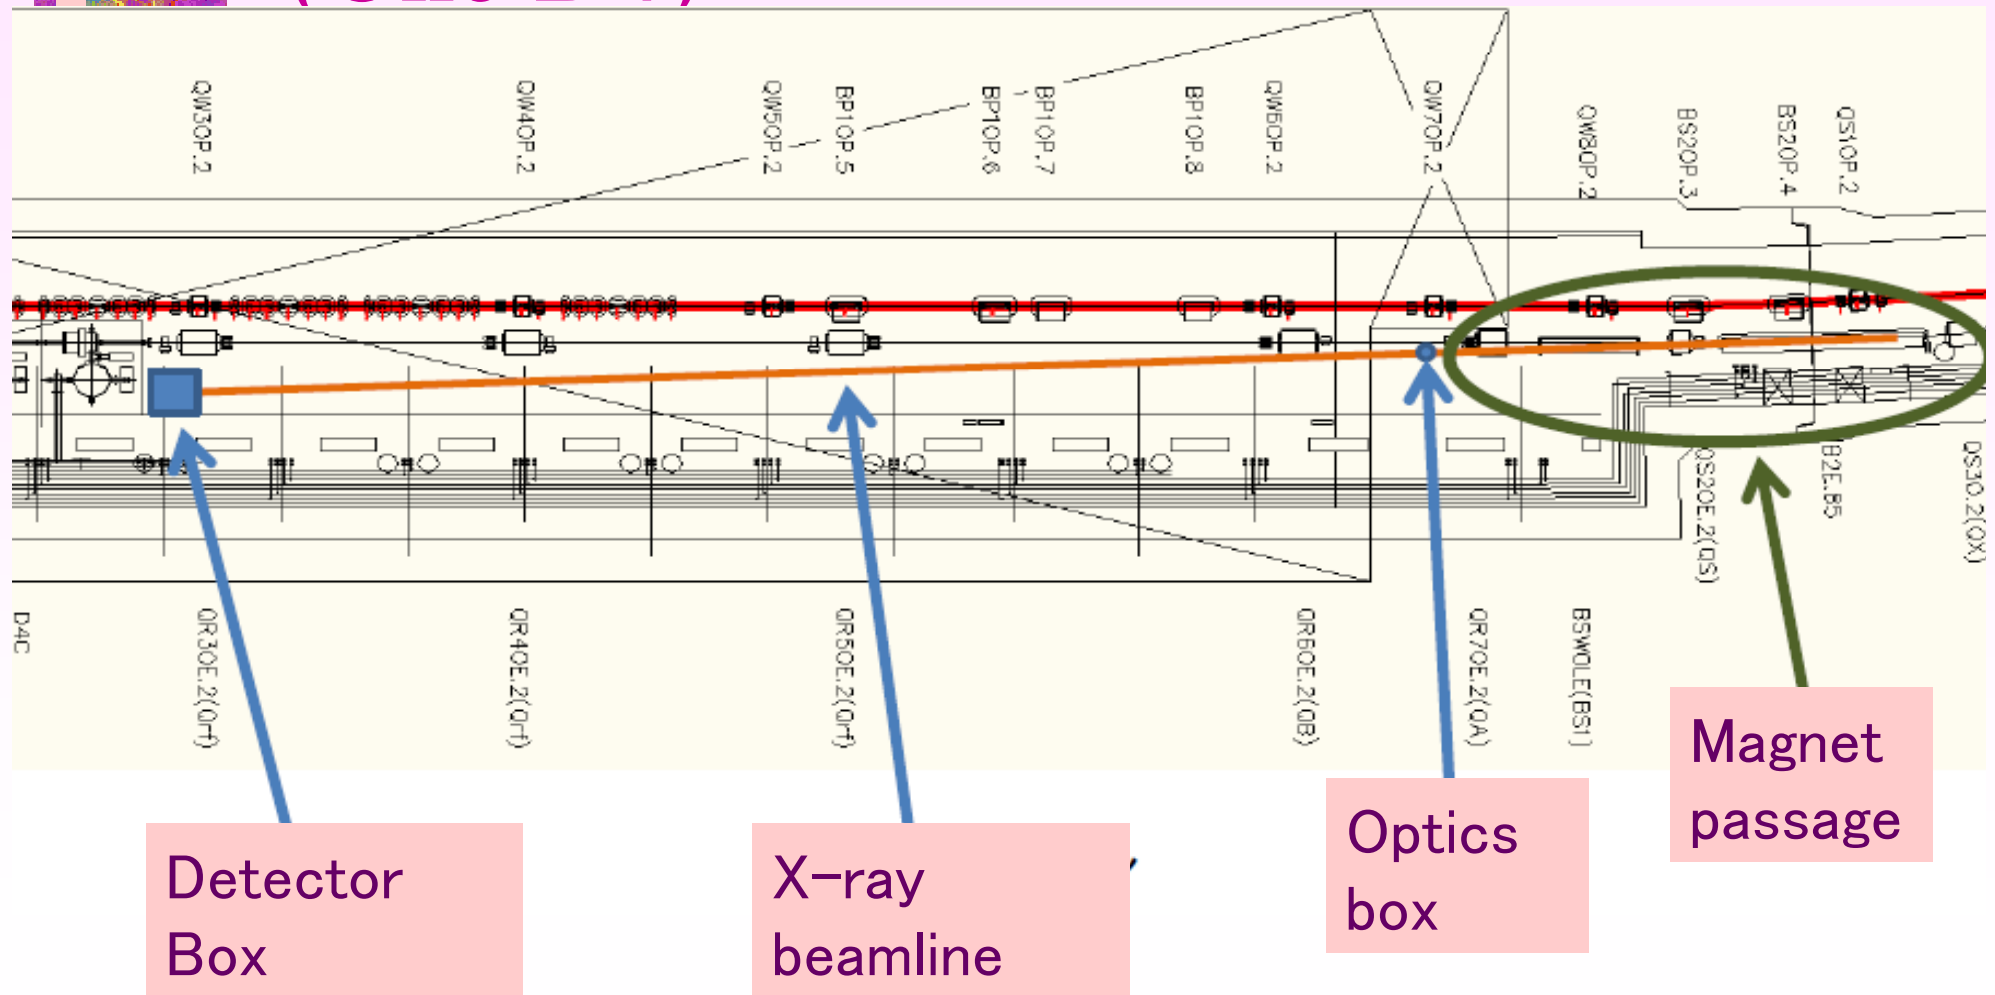 QW3OP.2
QW4OP.2
QW5OP.2
BP1OP.5
BP1OP.6
BP1OP.7
BP1OP.8
QW6OP.2
QW7OP.2
QW8OP.2
BS2OP.3
BS2OP.4
QS1OP.2
D4C
QR3OE.2(Qrf)
QR4OE.2(Qrf)
QR5OE.2(Qrf)
QR6OE.2(QB)
QR7OE.2(QA)
BSWOLE(BS1)
QS2OE.2(QS)
B2E.B5
QS3O.2(QX)
Detector
Box
X-ray
beamline
Optics
box
Magnet
passage